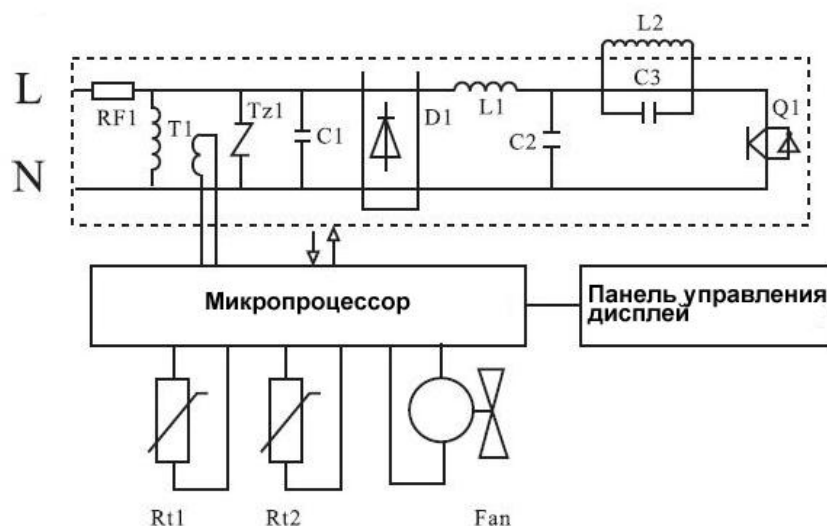 L2
L
C3
RF1
T1
Tz1
C1
D1
L1
C2
Q1
N
Микропроцессор
Панель управления
дисплей
Rt1
Rt2
Fan